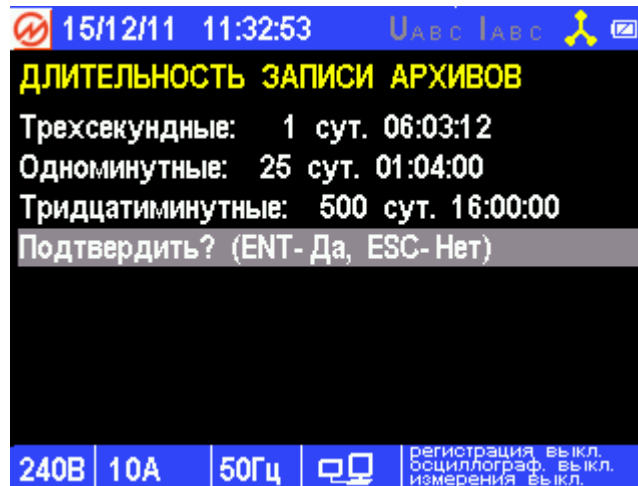 15/12/11 11:32:53 UABC IABC
ДЛИТЕЛЬНОСТЬ ЗАПИСИ АРХИВОВ
Трехсекундные: 1 сут. 06:03:12
Одноминутные: 25 сут. 01:04:00
Тридцатиминутные: 500 сут. 16:00:00
Подтвердить? (ENT- Да, ESC- Нет)
240В 10А 50Гц
регистрация выкл.
осциллограф. выкл.
измерения выкл.